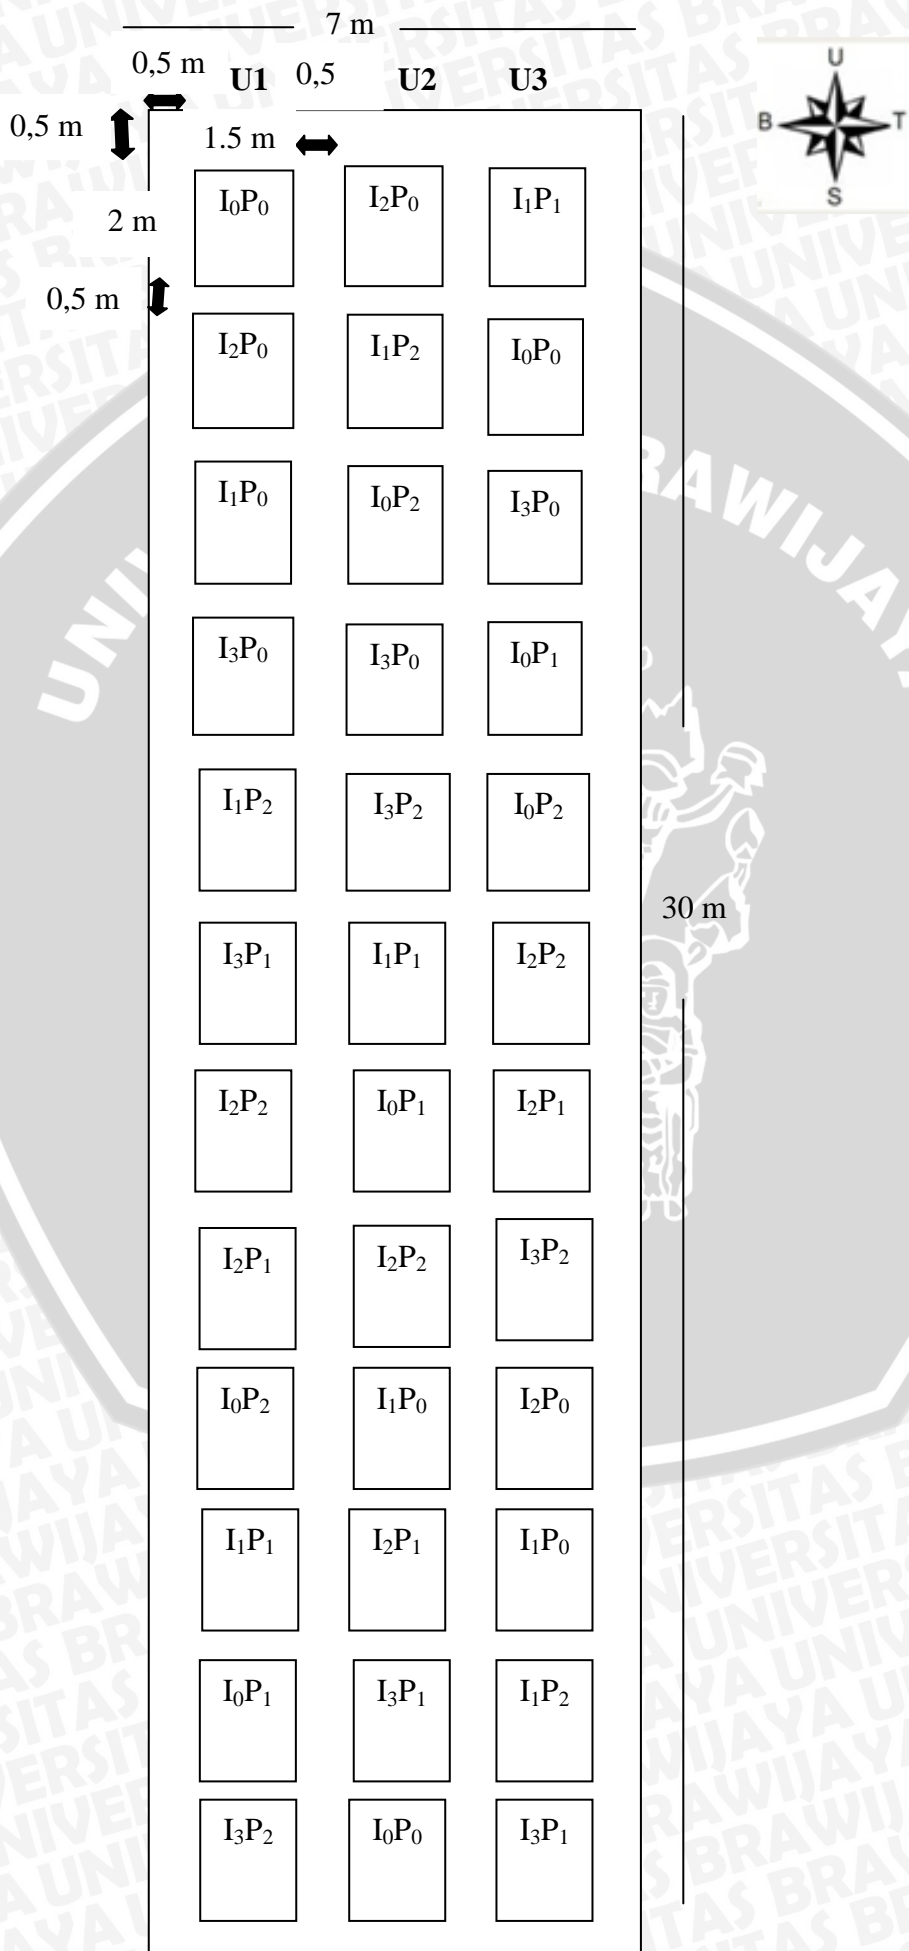 7 m
0,5 m U1 0,5 U2 U3
0,5 m
1.5 m
I₀P₀ I₂P₀ I₁P₁
2 m
0,5 m
I₂P₀ I₁P₂ I₀P₀
I₁P₀ I₀P₂ I₃P₀
I₃P₀ I₃P₀ I₀P₁
I₁P₂ I₃P₂ I₀P₂
30 m
I₃P₁ I₁P₁ I₂P₂
I₂P₂ I₀P₁ I₂P₁
I₂P₁ I₂P₂ I₃P₂
I₀P₂ I₁P₀ I₂P₀
I₁P₁ I₂P₁ I₁P₀
I₀P₁ I₃P₁ I₁P₂
I₃P₂ I₀P₀ I₃P₁
U
B T
S